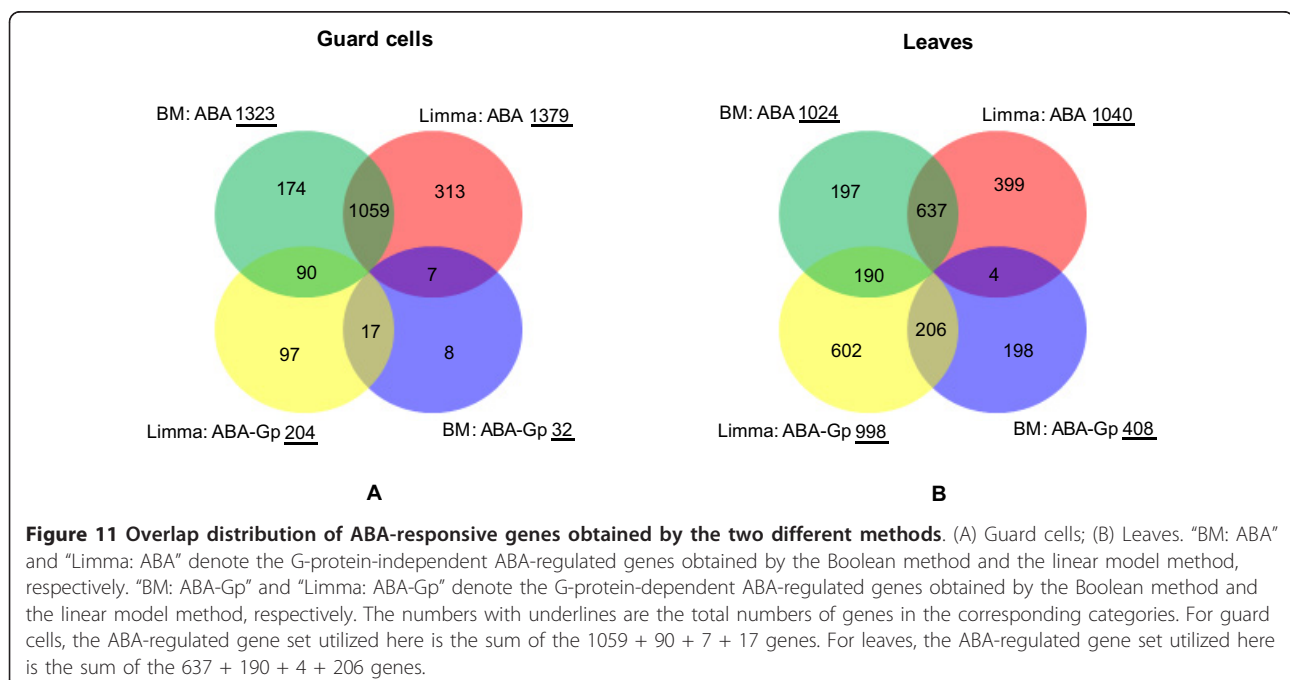 Guard cells
Leaves
BM: ABA 1323
Limma: ABA 1379
BM: ABA 1024
Limma: ABA 1040
174
1059
313
197
637
399
90
7
190
4
97
17
8
602
206
198
Limma: ABA-Gp 204
BM: ABA-Gp 32
Limma: ABA-Gp 998
BM: ABA-Gp 408
A
B
Figure 11 Overlap distribution of ABA-responsive genes obtained by the two different methods. (A) Guard cells; (B) Leaves. “BM: ABA”
and “Limma: ABA” denote the G-protein-independent ABA-regulated genes obtained by the Boolean method and the linear model method,
respectively. “BM: ABA-Gp” and “Limma: ABA-Gp” denote the G-protein-dependent ABA-regulated genes obtained by the Boolean method and
the linear model method, respectively. The numbers with underlines are the total numbers of genes in the corresponding categories. For guard
cells, the ABA-regulated gene set utilized here is the sum of the 1059 + 90 + 7 + 17 genes. For leaves, the ABA-regulated gene set utilized here
is the sum of the 637 + 190 + 4 + 206 genes.